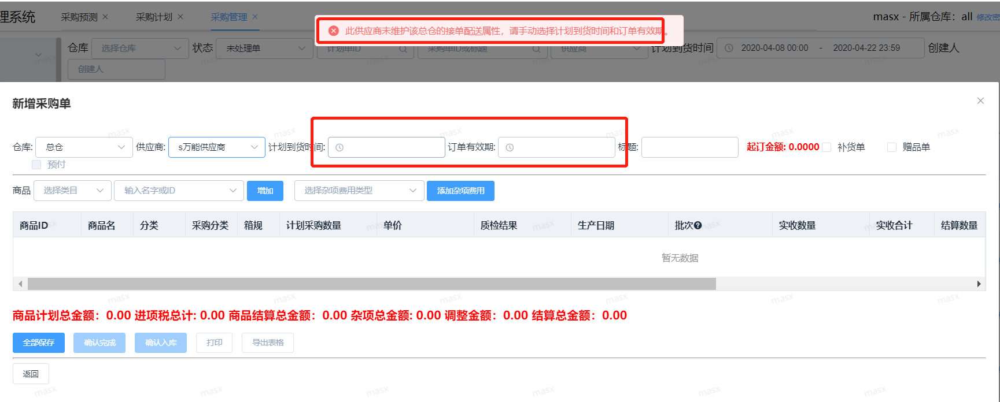 理系统 采购预测 × 采购计划 × 采购管理 × masx - 所属仓库：all 修改密
此供应商未维护该总仓的接单配送属性，请手动选择计划到货时间和订单有效期。
仓库 选择仓库 状态 未处理单 计划单ID 采购单ID或标题 供应商 计划到货时间 2020-04-08 00:00 - 2020-04-22 23:59 创建人
创建人
新增采购单
仓库: 总仓 供应商: s万能供应商 计划到货时间: 订单有效期: 标题: 起订金额: 0.0000 补货单 赠品单
预付
商品 选择类目 输入名字或ID 增加 选择杂项费用类型 添加杂项费用
商品ID 商品名 分类 采购分类 箱规 计划采购数量 单价 质检结果 生产日期 批次 实收数量 实收合计 结算数量
暂无数据
商品计划总金额：0.00 进项税总计: 0.00 商品结算总金额：0.00 杂项总金额: 0.00 调整金额：0.00 结算总金额：0.00
全部保存 确认完成 确认入库 打印 导出表格
返回
masx masx masx masx masx masx